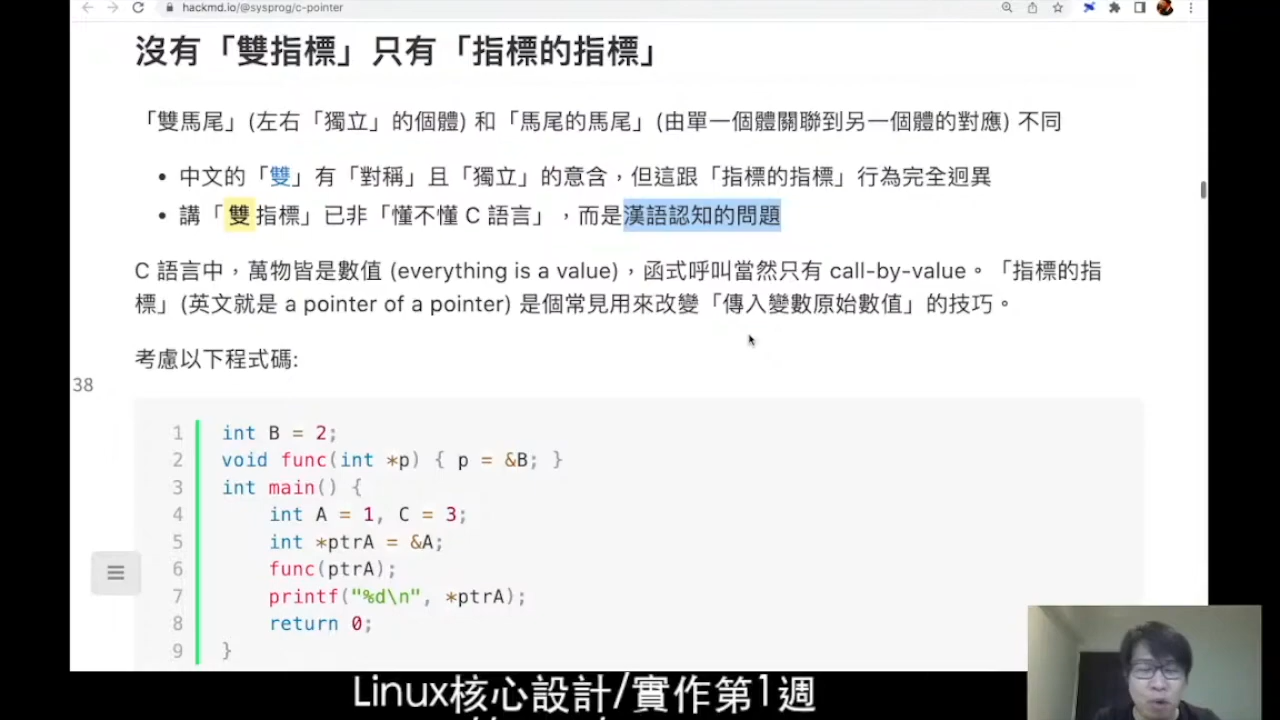 hackmd.io/@sysprog/c-pointer
沒有「雙指標」只有「指標的指標」
「雙馬尾」(左右「獨立」的個體) 和「馬尾的馬尾」(由單一個體關聯到另一個體的對應) 不同
• 中文的「雙」有「對稱」且「獨立」的意含，但這跟「指標的指標」行為完全迥異
• 講「雙指標」已非「懂不懂 C 語言」，而是漢語認知的問題
C 語言中，萬物皆是數值 (everything is a value)，函式呼叫當然只有 call-by-value。「指標的指
標」(英文就是 a pointer of a pointer) 是個常見用來改變「傳入變數原始數值」的技巧。
考慮以下程式碼:
38
1 int B = 2;
2 void func(int *p) { p = &B; }
3 int main() {
4 int A = 1, C = 3;
5 int *ptrA = &A;
6 func(ptrA);
7 printf("%d\n", *ptrA);
8 return 0;
9 }
Linux核心設計/實作第1週